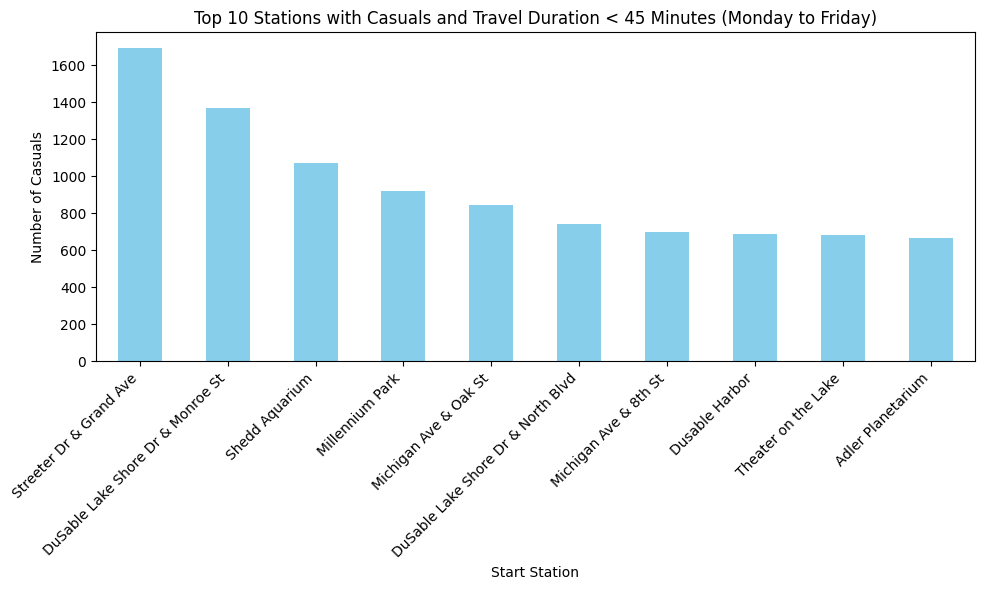 Top 10 Stations with Casuals and Travel Duration < 45 Minutes (Monday to Friday)
Number of Casuals
1600
1400
1200
1000
800
600
400
200
0
Streeter Dr & Grand Ave
DuSable Lake Shore Dr & Monroe St
Shedd Aquarium
Millennium Park
Michigan Ave & Oak St
DuSable Lake Shore Dr & North Blvd
Michigan Ave & 8th St
Dusable Harbor
Theater on the Lake
Adler Planetarium
Start Station